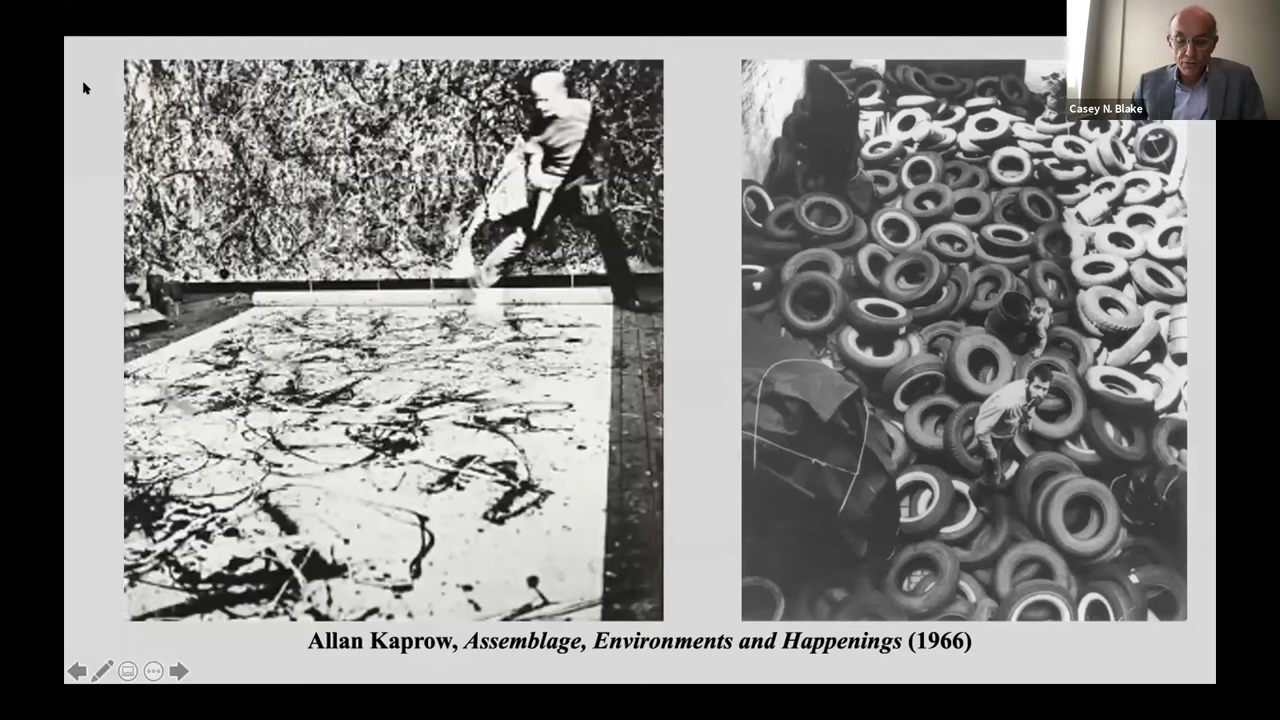 Casey N. Blake
Allan Kaprow, Assemblage, Environments and Happenings (1966)